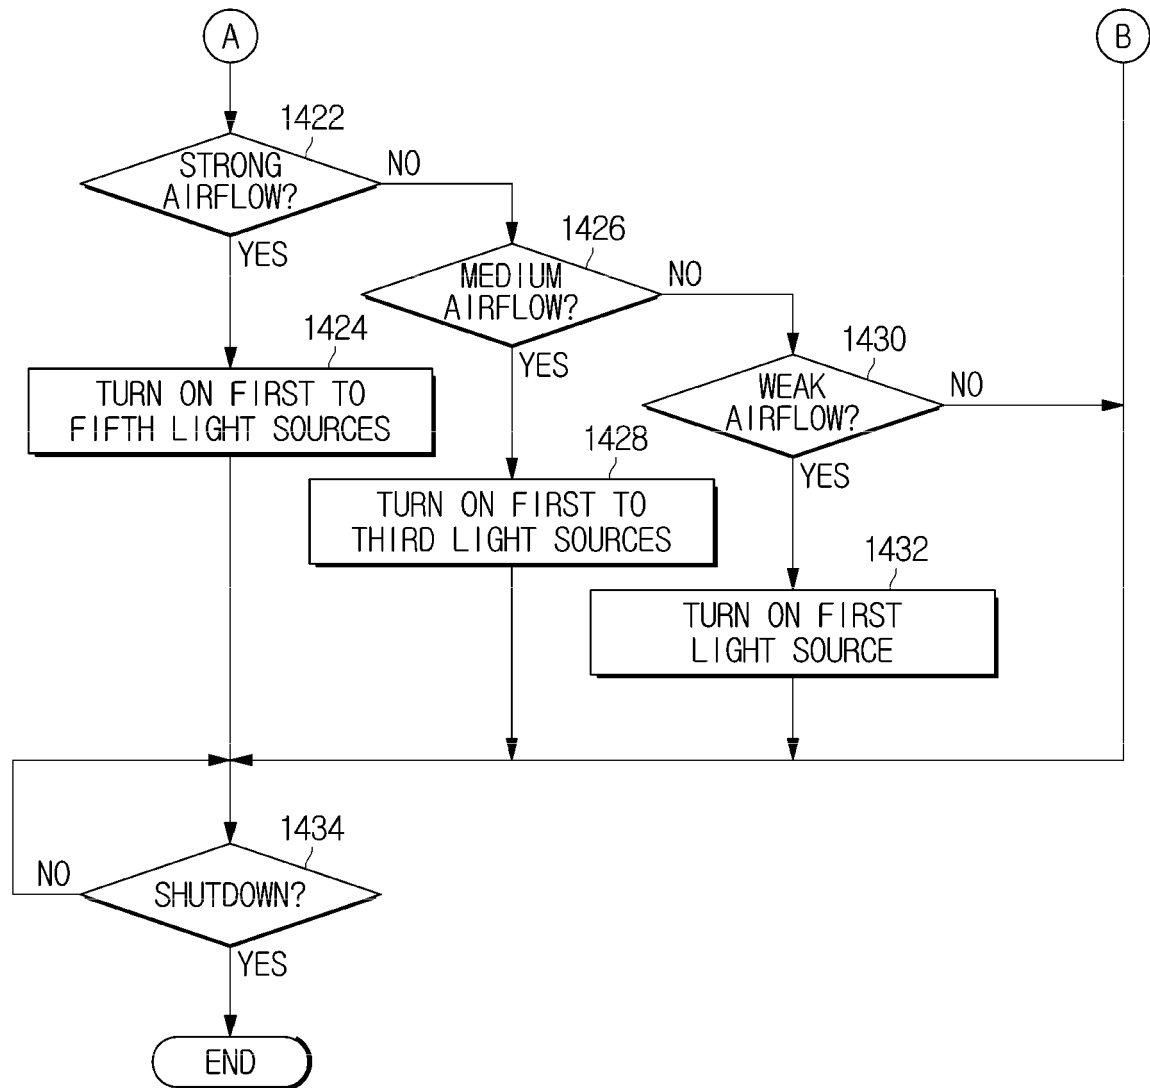 A
B
1422
STRONG
AIRFLOW?
NO
YES
1426
MEDIUM
AIRFLOW?
NO
YES
1424
TURN ON FIRST TO
FIFTH LIGHT SOURCES
1430
WEAK
AIRFLOW?
NO
YES
1428
TURN ON FIRST TO
THIRD LIGHT SOURCES
1432
TURN ON FIRST
LIGHT SOURCE
1434
SHUTDOWN?
NO
YES
END